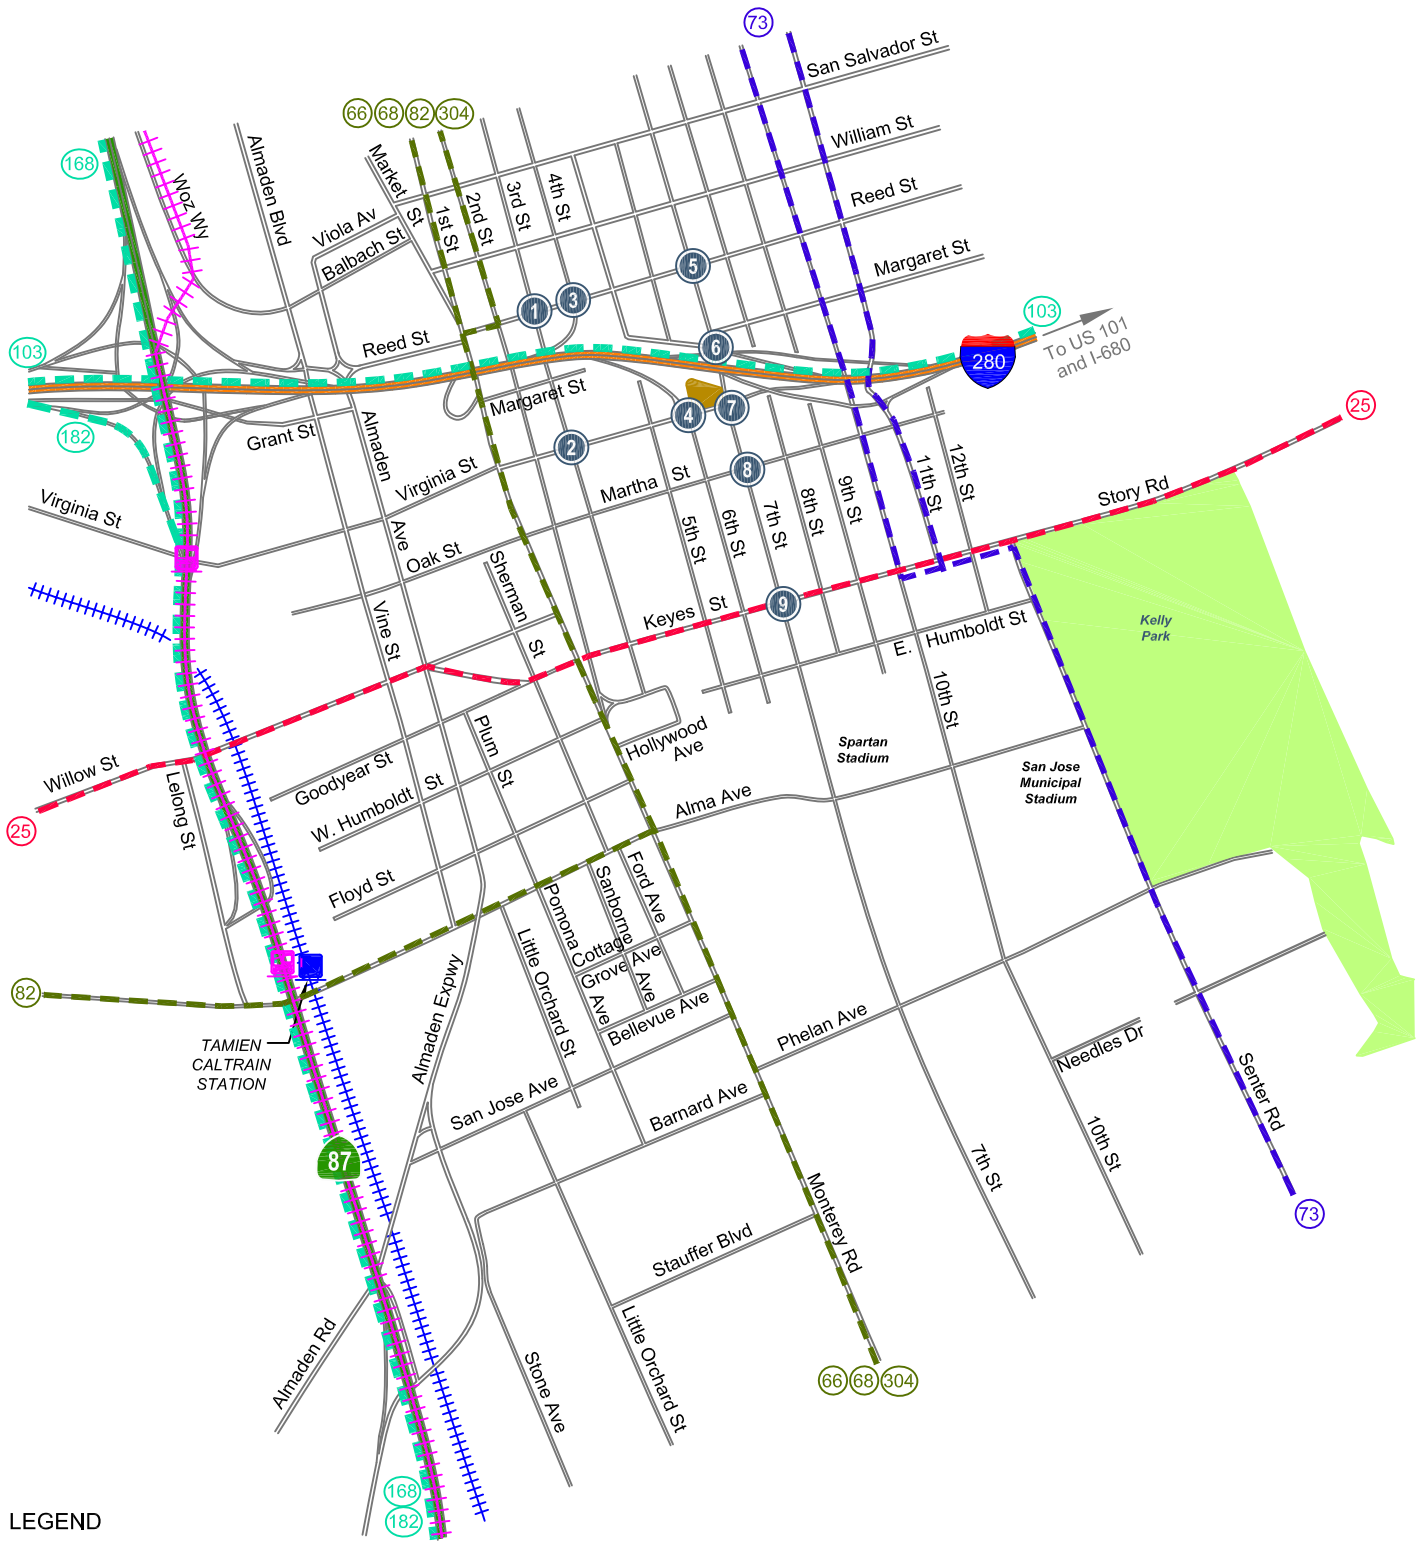 73
San Salvador St
66 68 82 304
William St
168
Almaden Blvd
Market St
Woz Wy
4th St
3rd St
2nd St
1st St
Reed St
Viola Av
Balbach St
Margaret St
5
3
1
103
To US 101
and I-680
280
6
Reed St
103
182
Margaret St
Grant St
Almaden Ave
4
7
2
25
8
Virginia St
Martha St
Story Rd
Virginia St
5th St
6th St
7th St
8th St
9th St
11th St
12th St
Oak St
Sherman St
Keyes St
9
Vine St
E. Humboldt St
Kelly
Park
10th St
Plum St
Hollywood
Ave
Spartan
Stadium
San Jose
Municipal
Stadium
Willow St
25
Lelong St
Goodyear St
W. Humboldt St
Alma Ave
Floyd St
Ford Ave
Sanborne Ave
Pomona Ave
Cottage
Grove Ave
Little Orchard St
Almaden Expwy
82
Bellevue Ave
Phelan Ave
Needles Dr
TAMIEN
CALTRAIN
STATION
San Jose Ave
Barnard Ave
Senter Rd
10th St
7th St
87
73
Monterey Rd
Stauffer Blvd
Almaden Rd
Little Orchard St
Stone Ave
66 68 304
168
182
LEGEND